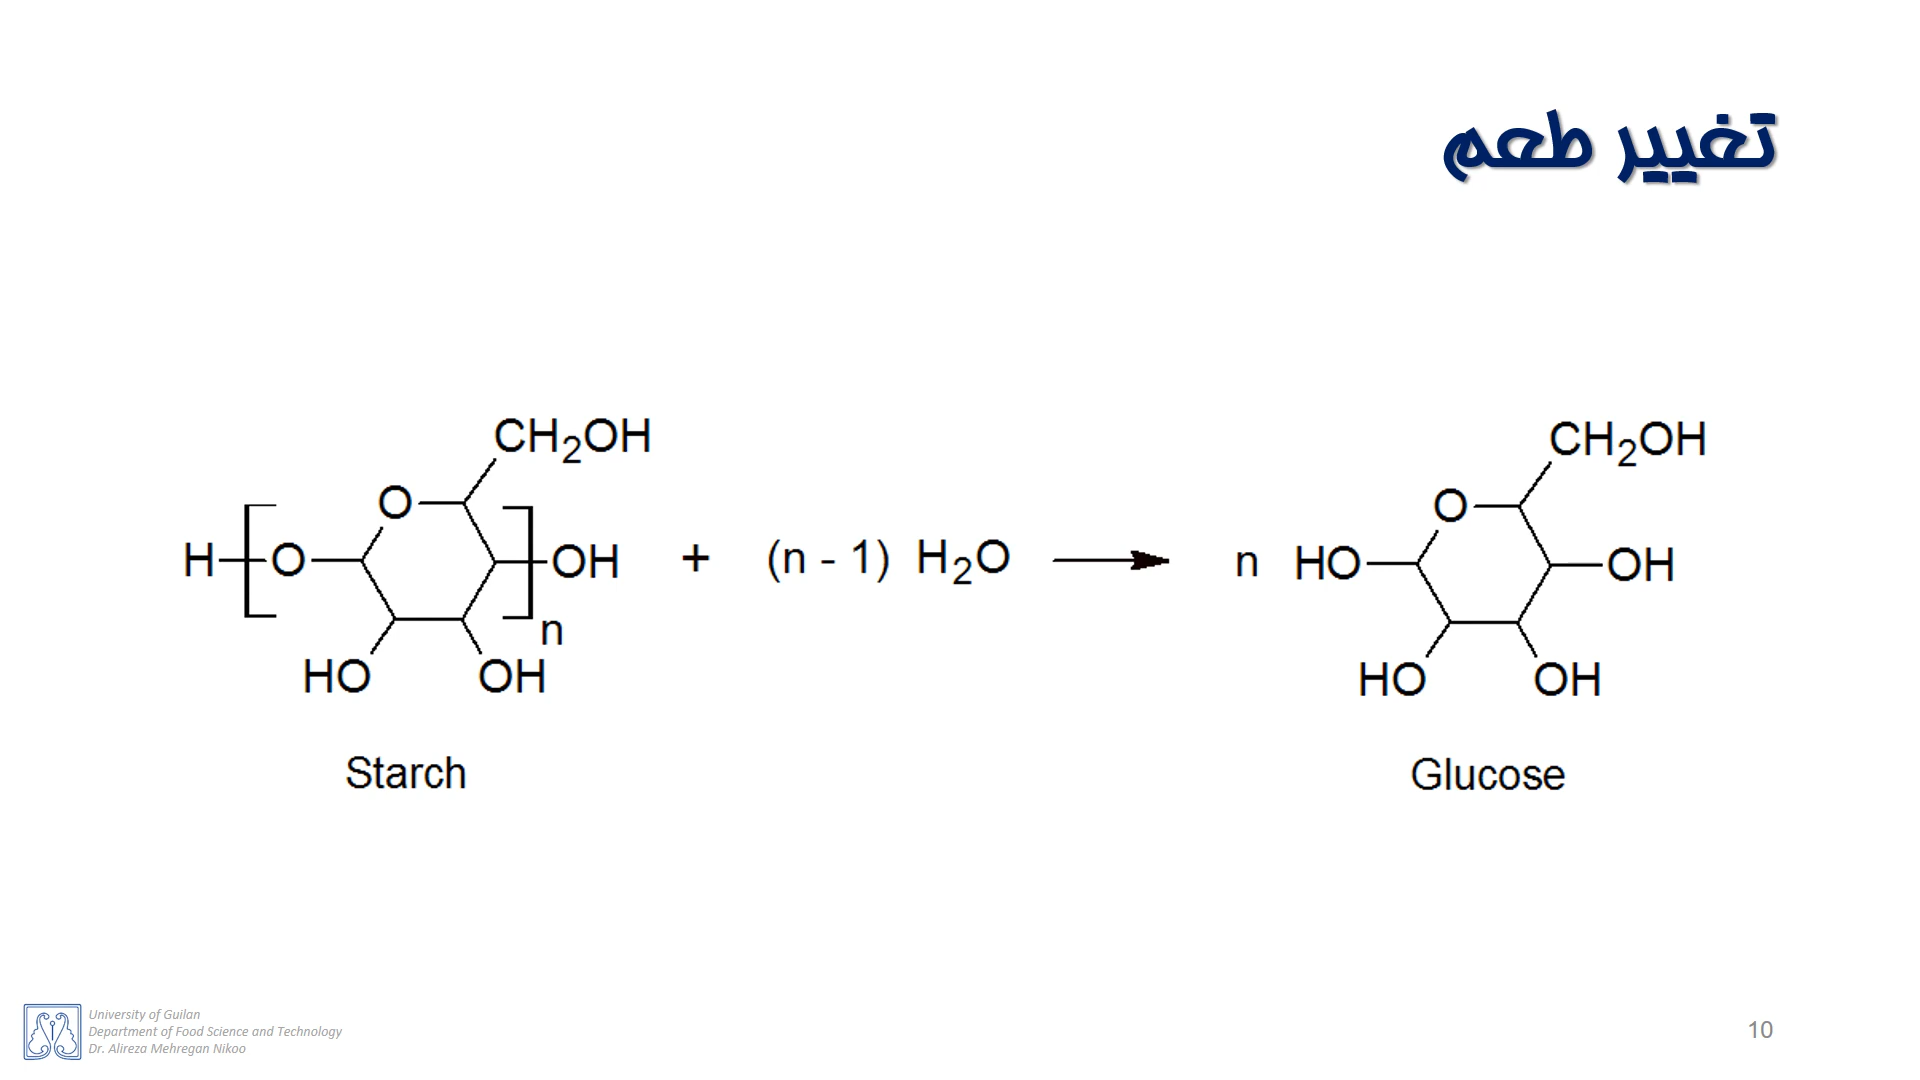 تغییر طعم
CH2OH
O
H O OH
n
HO OH
+ (n - 1) H2O
CH2OH
O
n HO OH
HO OH
Starch
Glucose
University of Guilan
Department of Food Science and Technology
Dr. Alireza Mehregan Nikoo
10